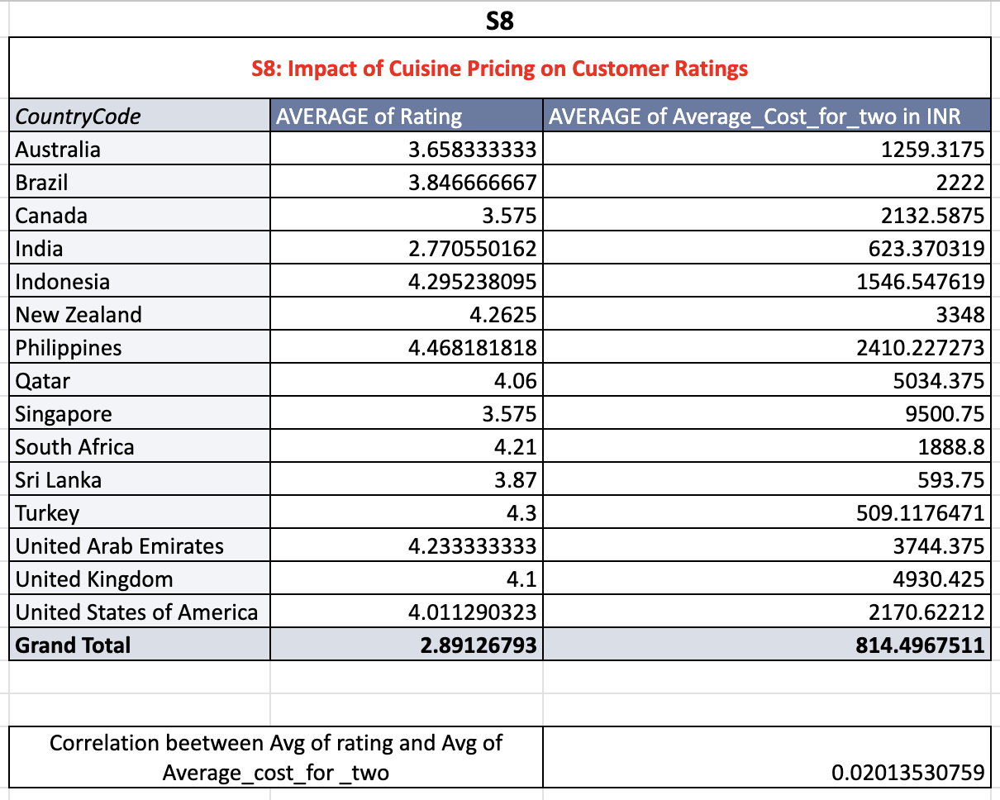 S8
S8: Impact of Cuisine Pricing on Customer Ratings
CountryCode AVERAGE of Rating AVERAGE of Average_Cost_for_two in INR
Australia 3.658333333 1259.3175
Brazil 3.846666667 2222
Canada 3.575 2132.5875
India 2.770550162 623.370319
Indonesia 4.295238095 1546.547619
New Zealand 4.2625 3348
Philippines 4.468181818 2410.227273
Qatar 4.06 5034.375
Singapore 3.575 9500.75
South Africa 4.21 1888.8
Sri Lanka 3.87 593.75
Turkey 4.3 509.1176471
United Arab Emirates 4.233333333 3744.375
United Kingdom 4.1 4930.425
United States of America 4.011290323 2170.62212
Grand Total 2.89126793 814.4967511
Correlation beetween Avg of rating and Avg of
Average_cost_for _two 0.02013530759